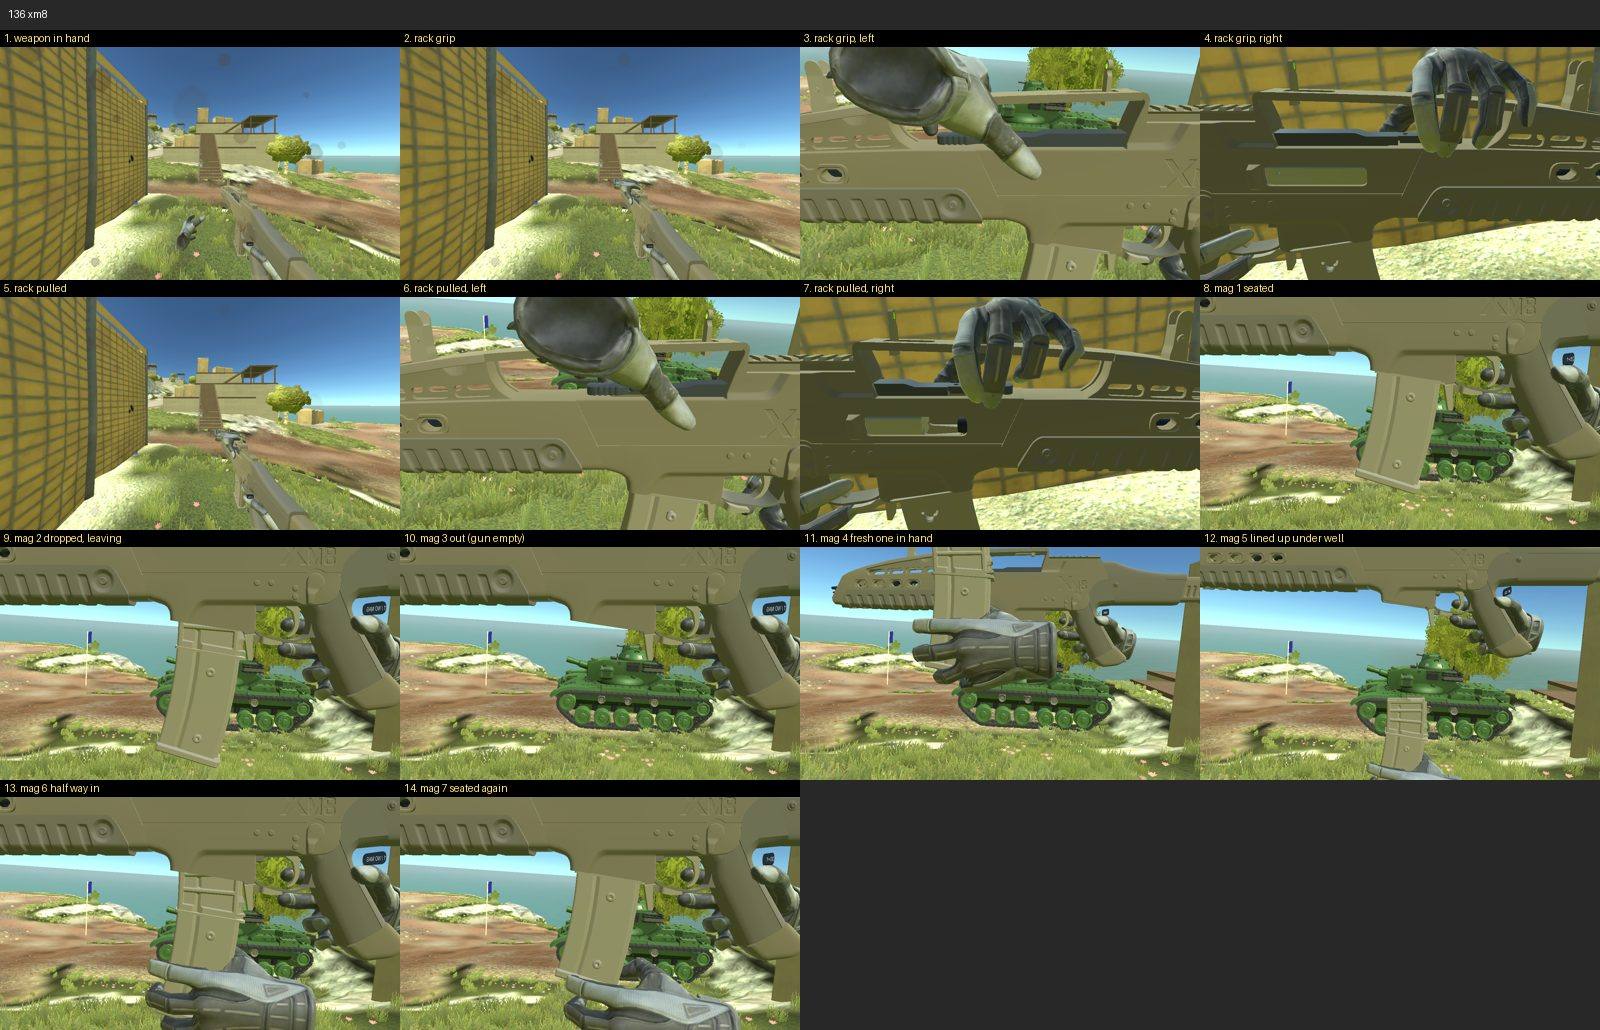 136 xm8
1. weapon in hand
2. rack grip
3. rack grip, left
4. rack grip, right
5. rack pulled
6. rack pulled, left
7. rack pulled, right
8. mag 1 seated
9. mag 2 dropped, leaving
10. mag 3 out (gun empty)
11. mag 4 fresh one in hand
12. mag 5 lined up under well
13. mag 6 half way in
14. mag 7 seated again